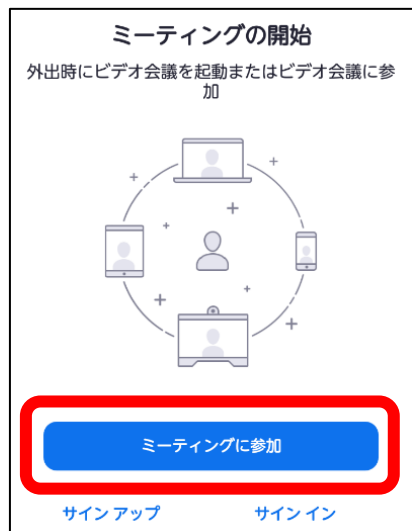 ミーティングの開始
外出時にビデオ会議を起動またはビデオ会議に参
加
ミーティングに参加
サイン アップ
サイン イン